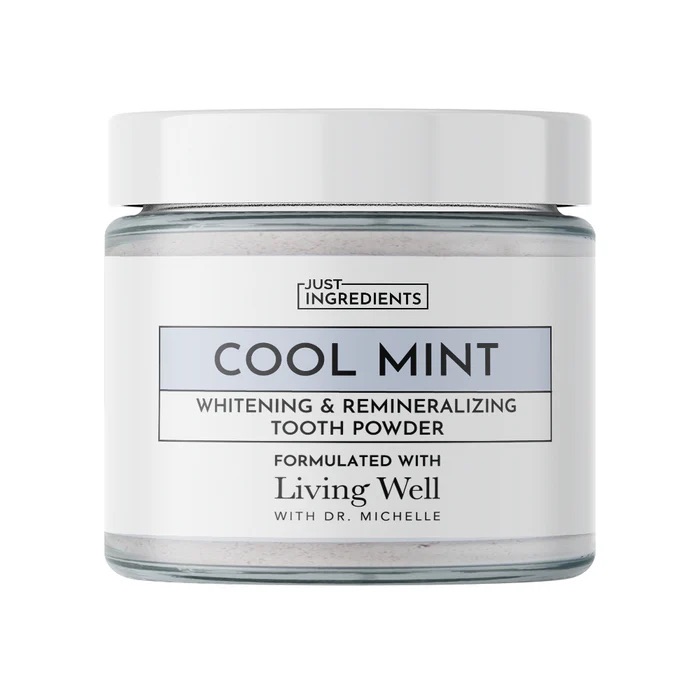 JUST
INGREDIENTS
COOL MINT
WHITENING & REMINERALIZING
TOOTH POWDER
FORMULATED WITH
Living Well
WITH DR. MICHELLE